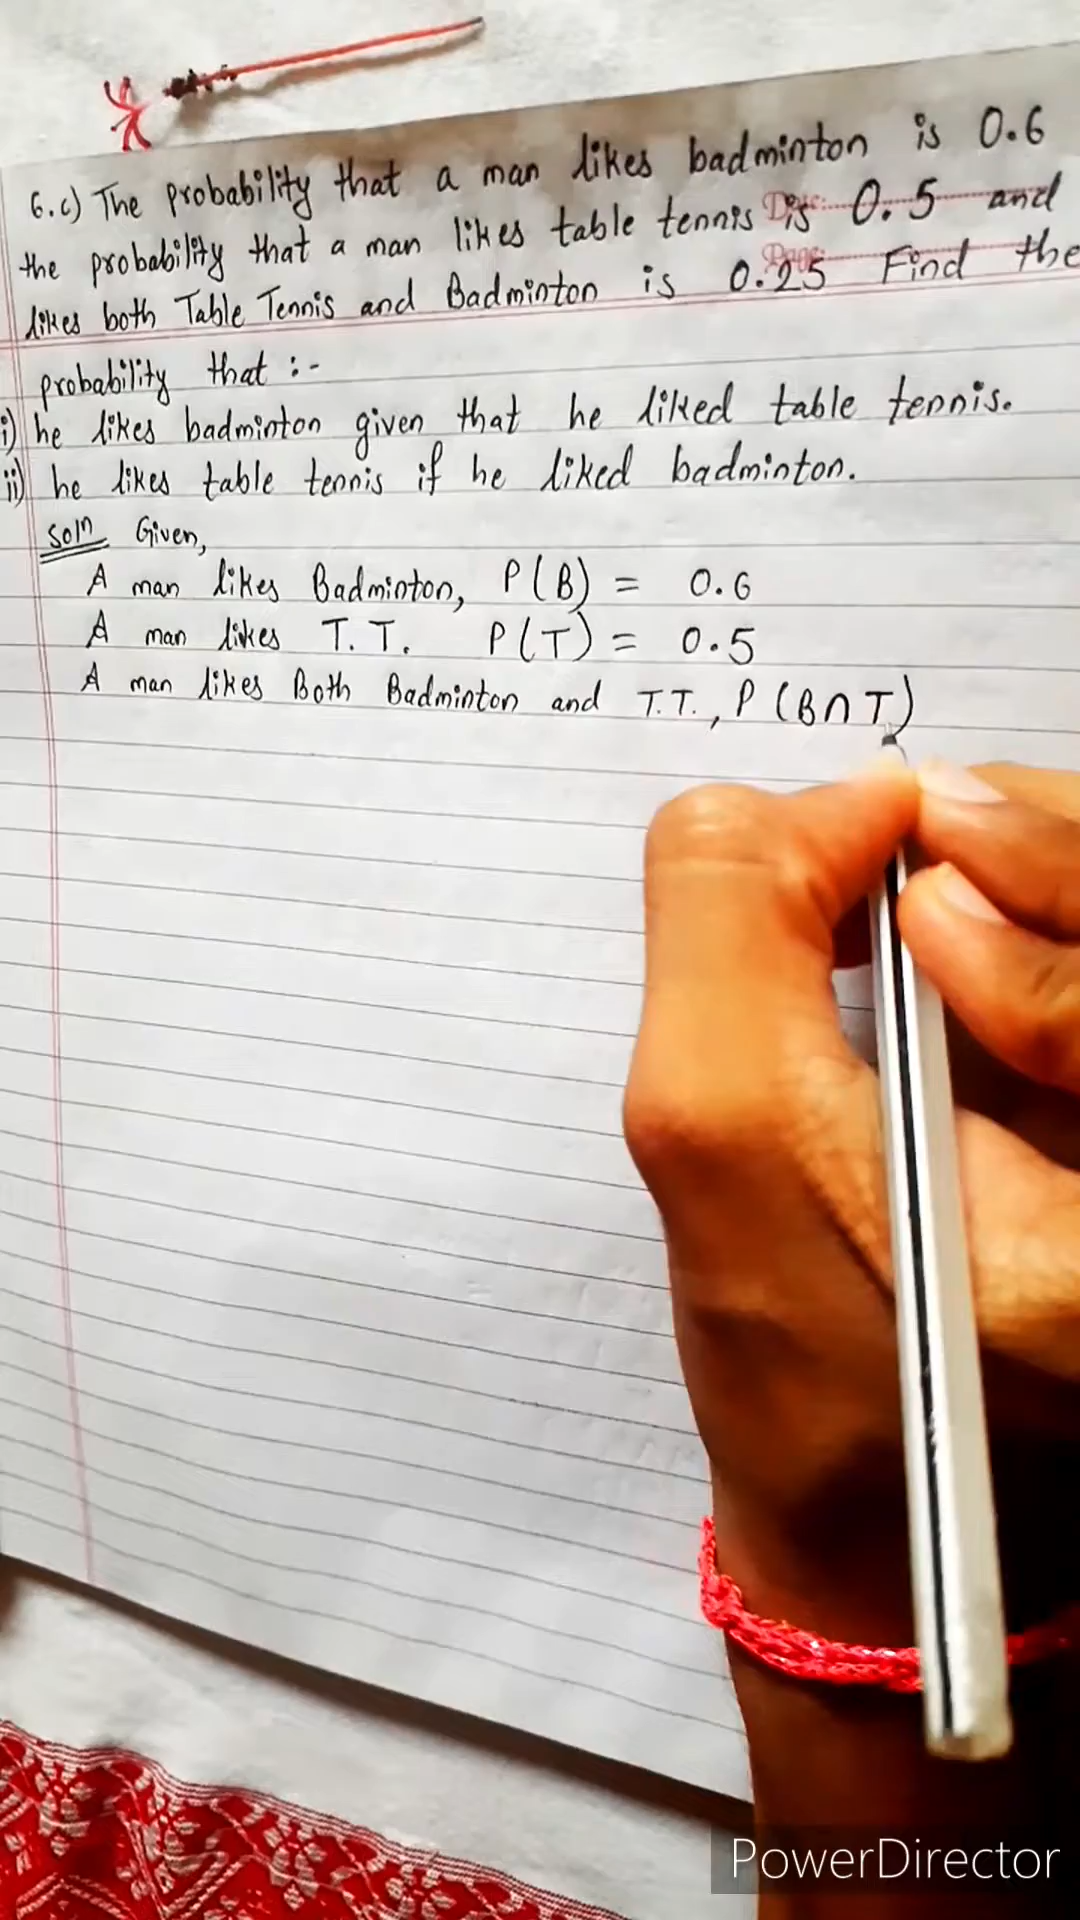 6.c) The probability that a man likes badminton is 0.6
the probability that a man likes table tennis is 0.5 and
likes both Table Tennis and Badminton is 0.25 Find the
probability that :-
i) he likes badminton given that he liked table tennis.
ii) he likes table tennis if he liked badminton.
Soln Given,
A man likes Badminton, P(B) = 0.6
A man likes T.T. P(T) = 0.5
A man likes Both Badminton and T.T., P(B∩T)
PowerDirector